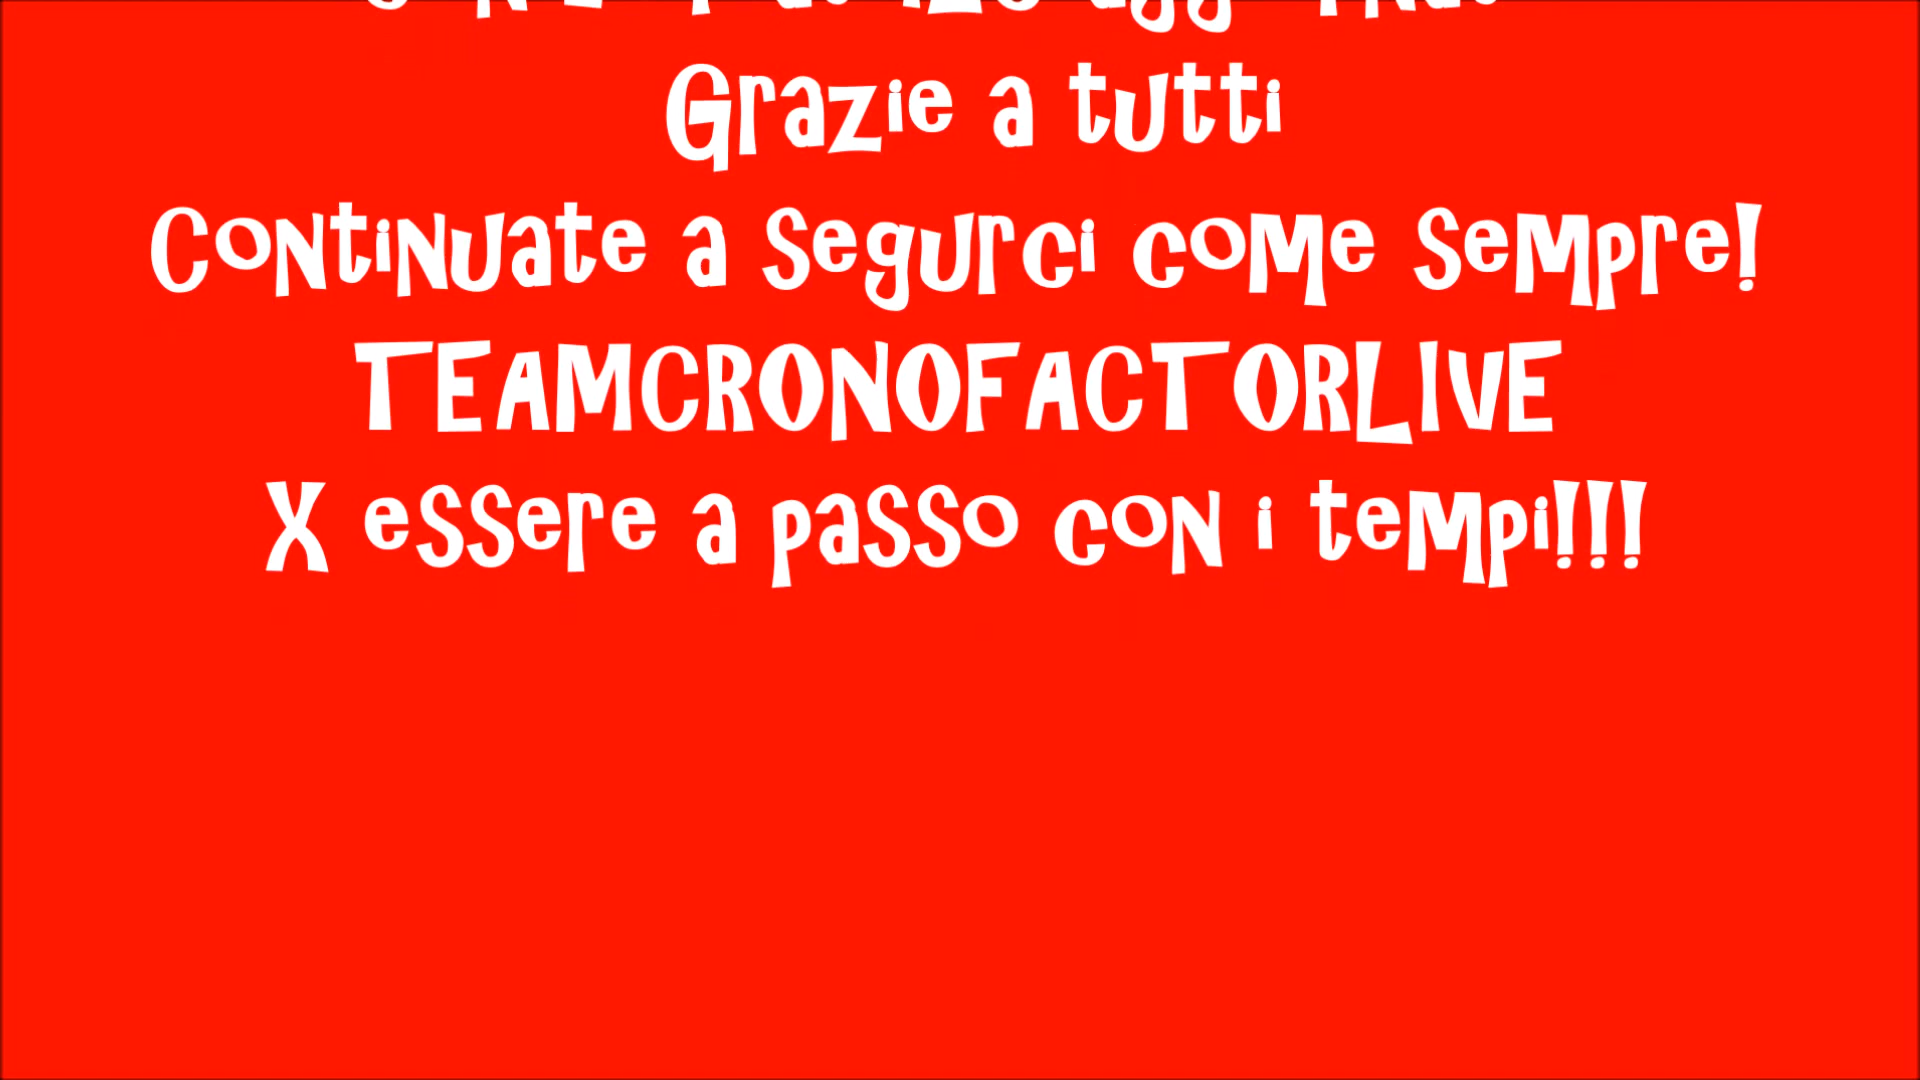 Grazie a tutti
Continuate a segurci come sempre!
TEAMCRONOFACTORLIVE
X essere a passo con i tempi!!!